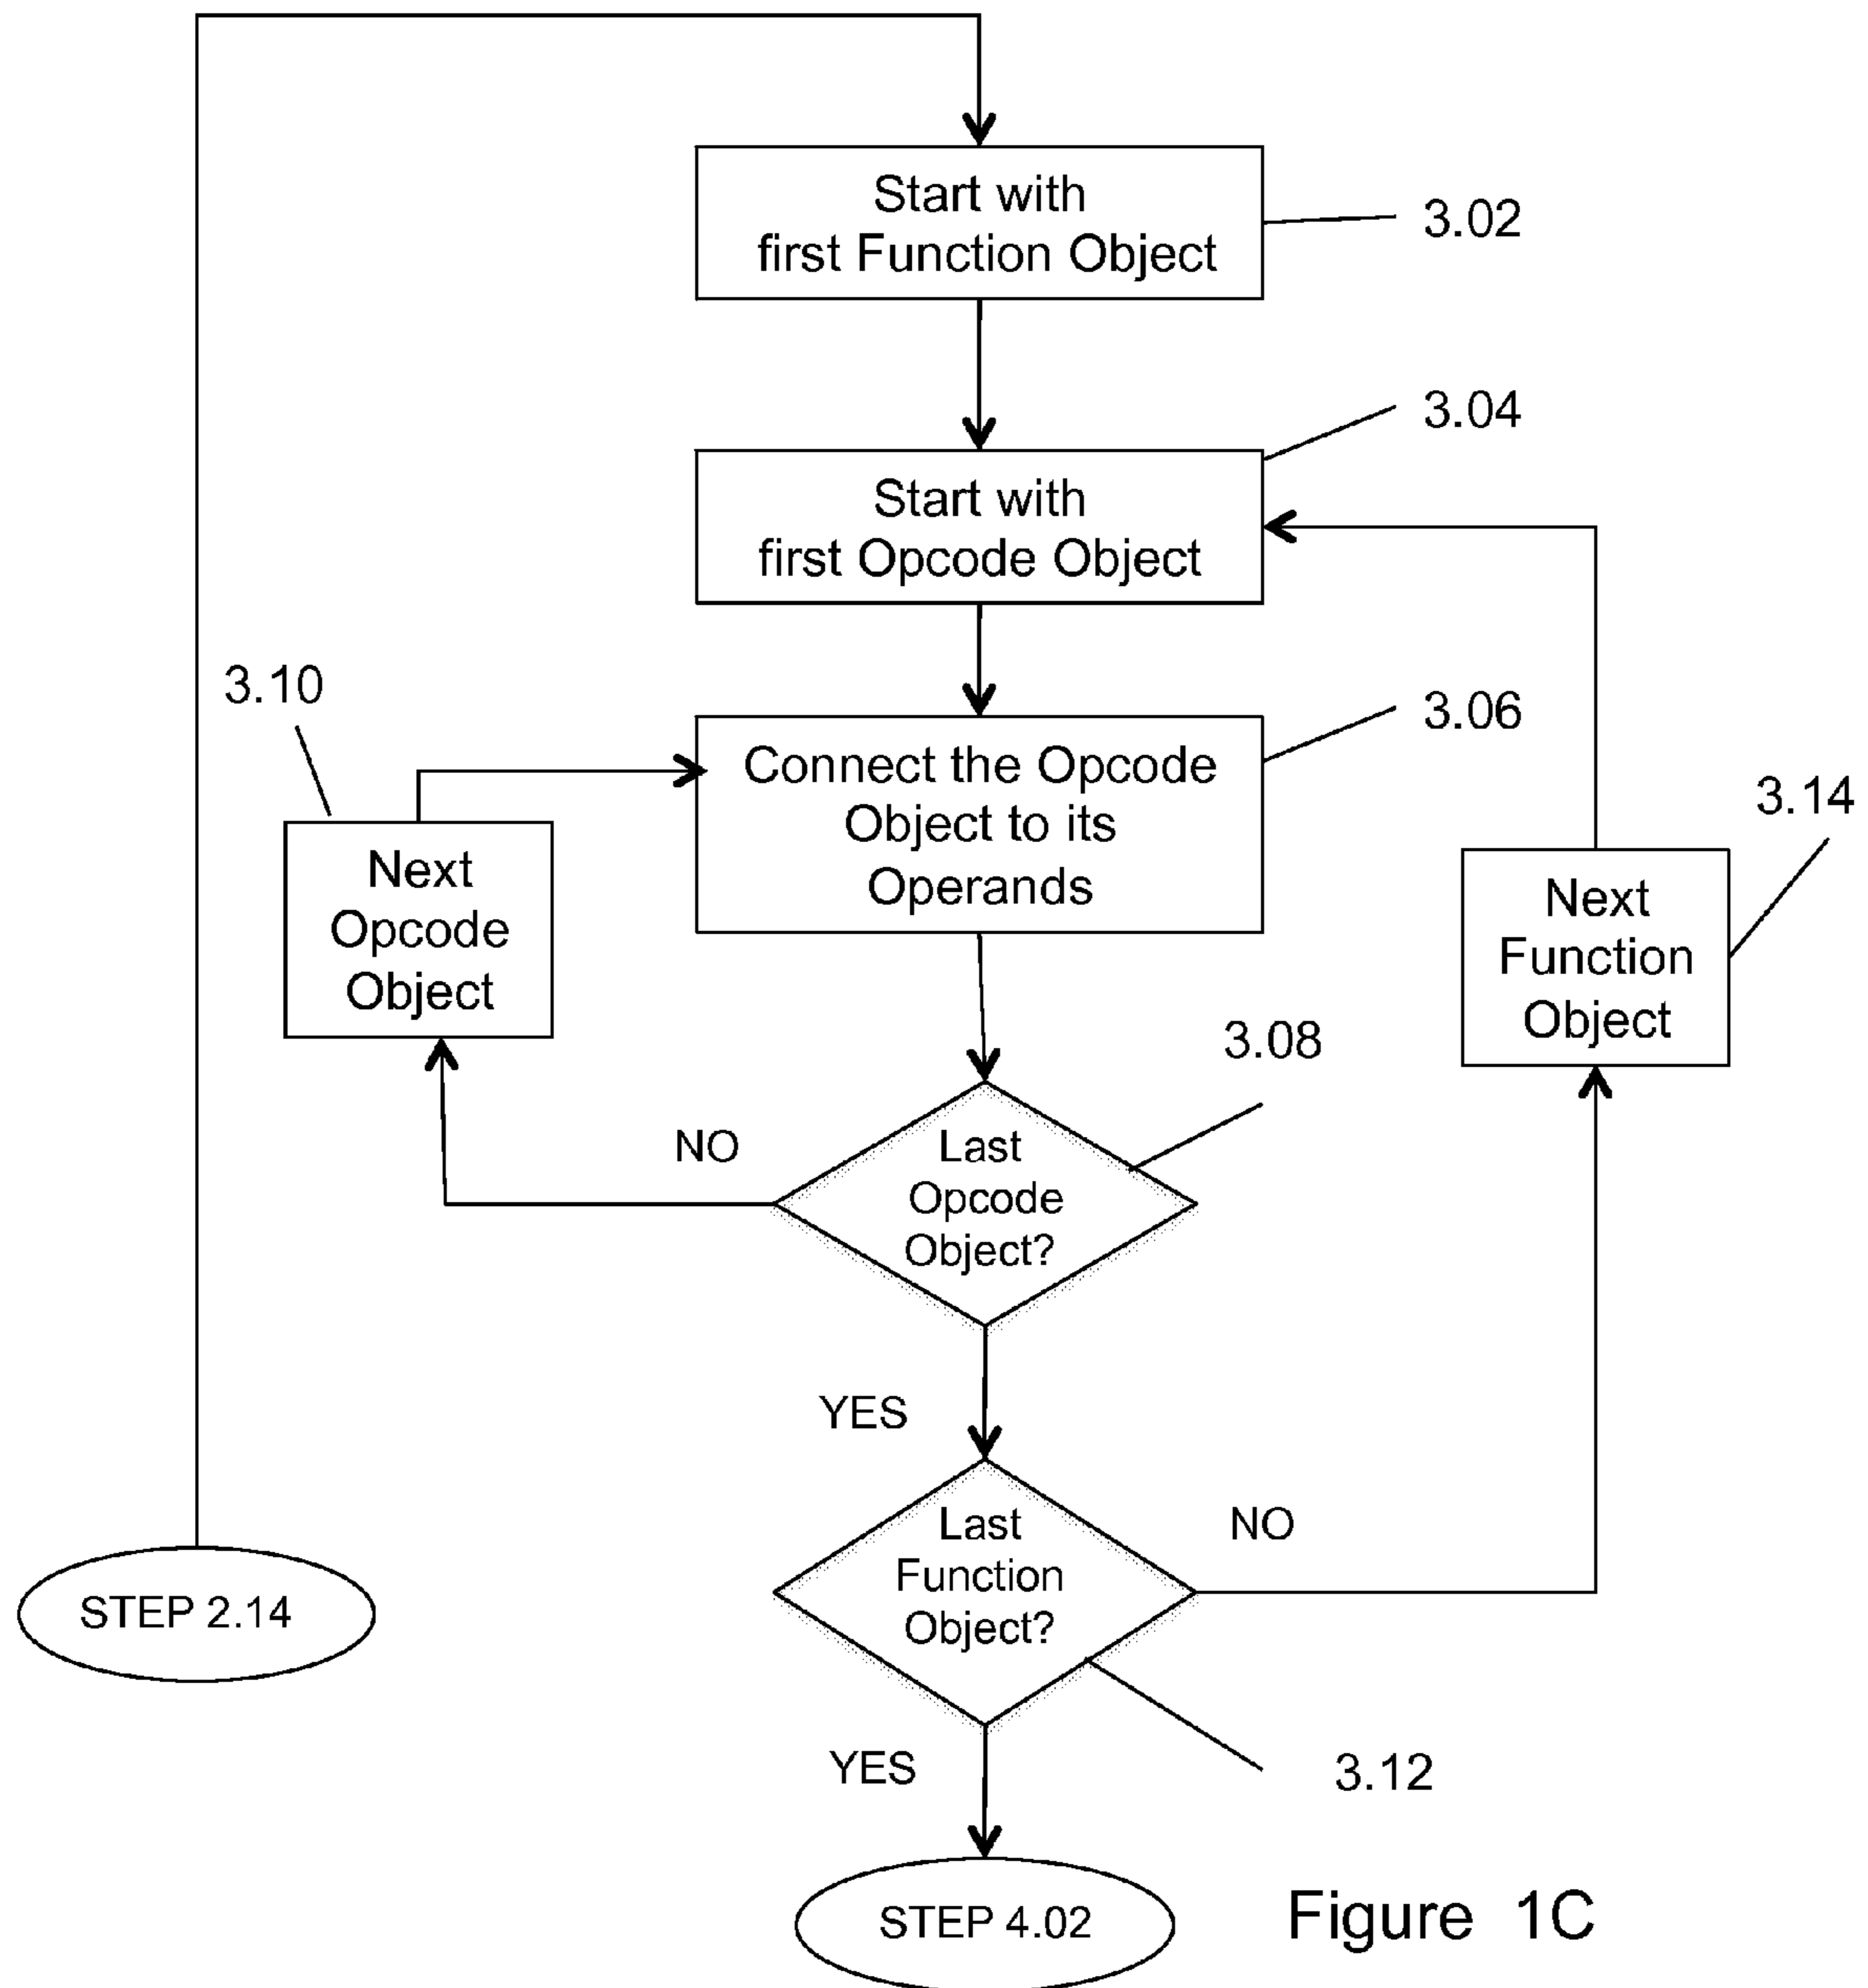 Start with
first Function Object
3.02
3.04
Start with
first Opcode Object
3.10
3.06
Connect the Opcode
Object to its
Operands
3.14
Next
Opcode
Object
Next
Function
Object
3.08
NO
Last
Opcode
Object?
YES
Last
Function
Object?
NO
STEP 2.14
YES
3.12
STEP 4.02
Figure 1C